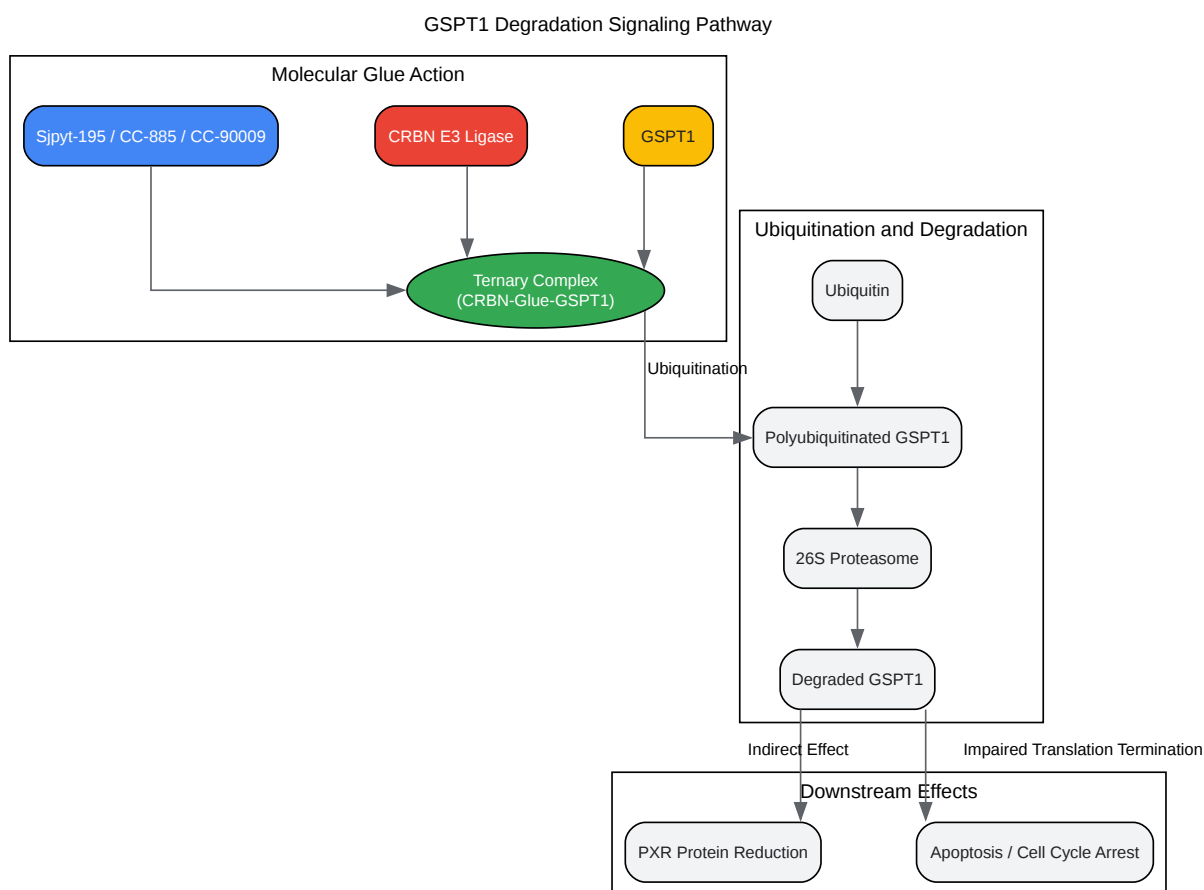 GSPT1 Degradation Signaling Pathway
Molecular Glue Action
Sjpyt-195 / CC-885 / CC-90009
CRBN E3 Ligase
GSPT1
Ternary Complex
(CRBN-Glue-GSPT1)
Ubiquitination and Degradation
Ubiquitin
Ubiquitination
Polyubiquitinated GSPT1
26S Proteasome
Degraded GSPT1
Indirect Effect
Impaired Translation Termination
Downstream Effects
PXR Protein Reduction
Apoptosis / Cell Cycle Arrest